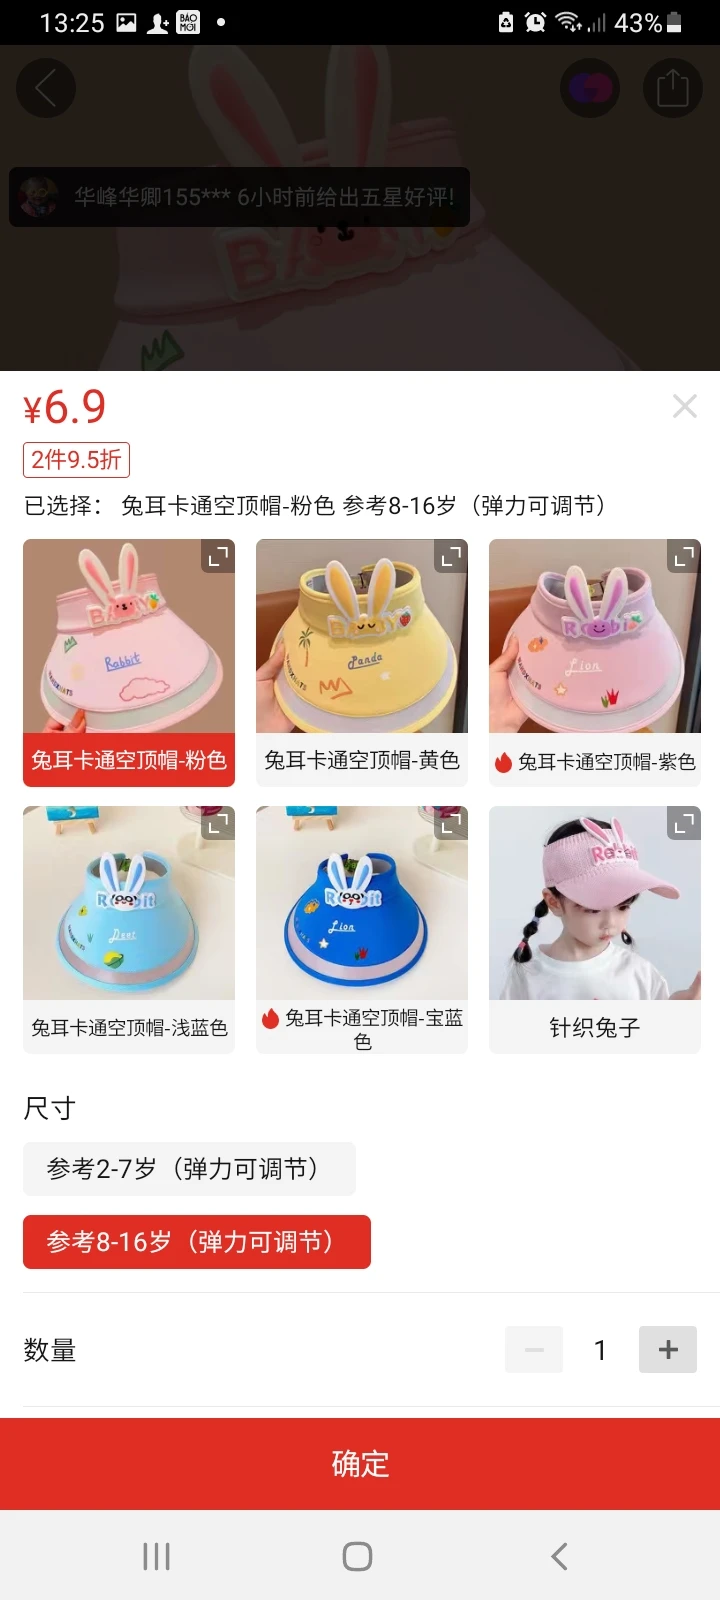 13:25 BÁO MỚI 43%
华峰华卿155*** 6小时前给出五星好评!
¥6.9
2件9.5折
已选择： 兔耳卡通空顶帽-粉色 参考8-16岁（弹力可调节）
Rabbit
Panda
Lion
兔耳卡通空顶帽-粉色
兔耳卡通空顶帽-黄色
兔耳卡通空顶帽-紫色
Rabbit
Lion
Rabbit
兔耳卡通空顶帽-浅蓝色
兔耳卡通空顶帽-宝蓝
色
针织兔子
尺寸
参考2-7岁（弹力可调节）
参考8-16岁（弹力可调节）
数量
1
确定